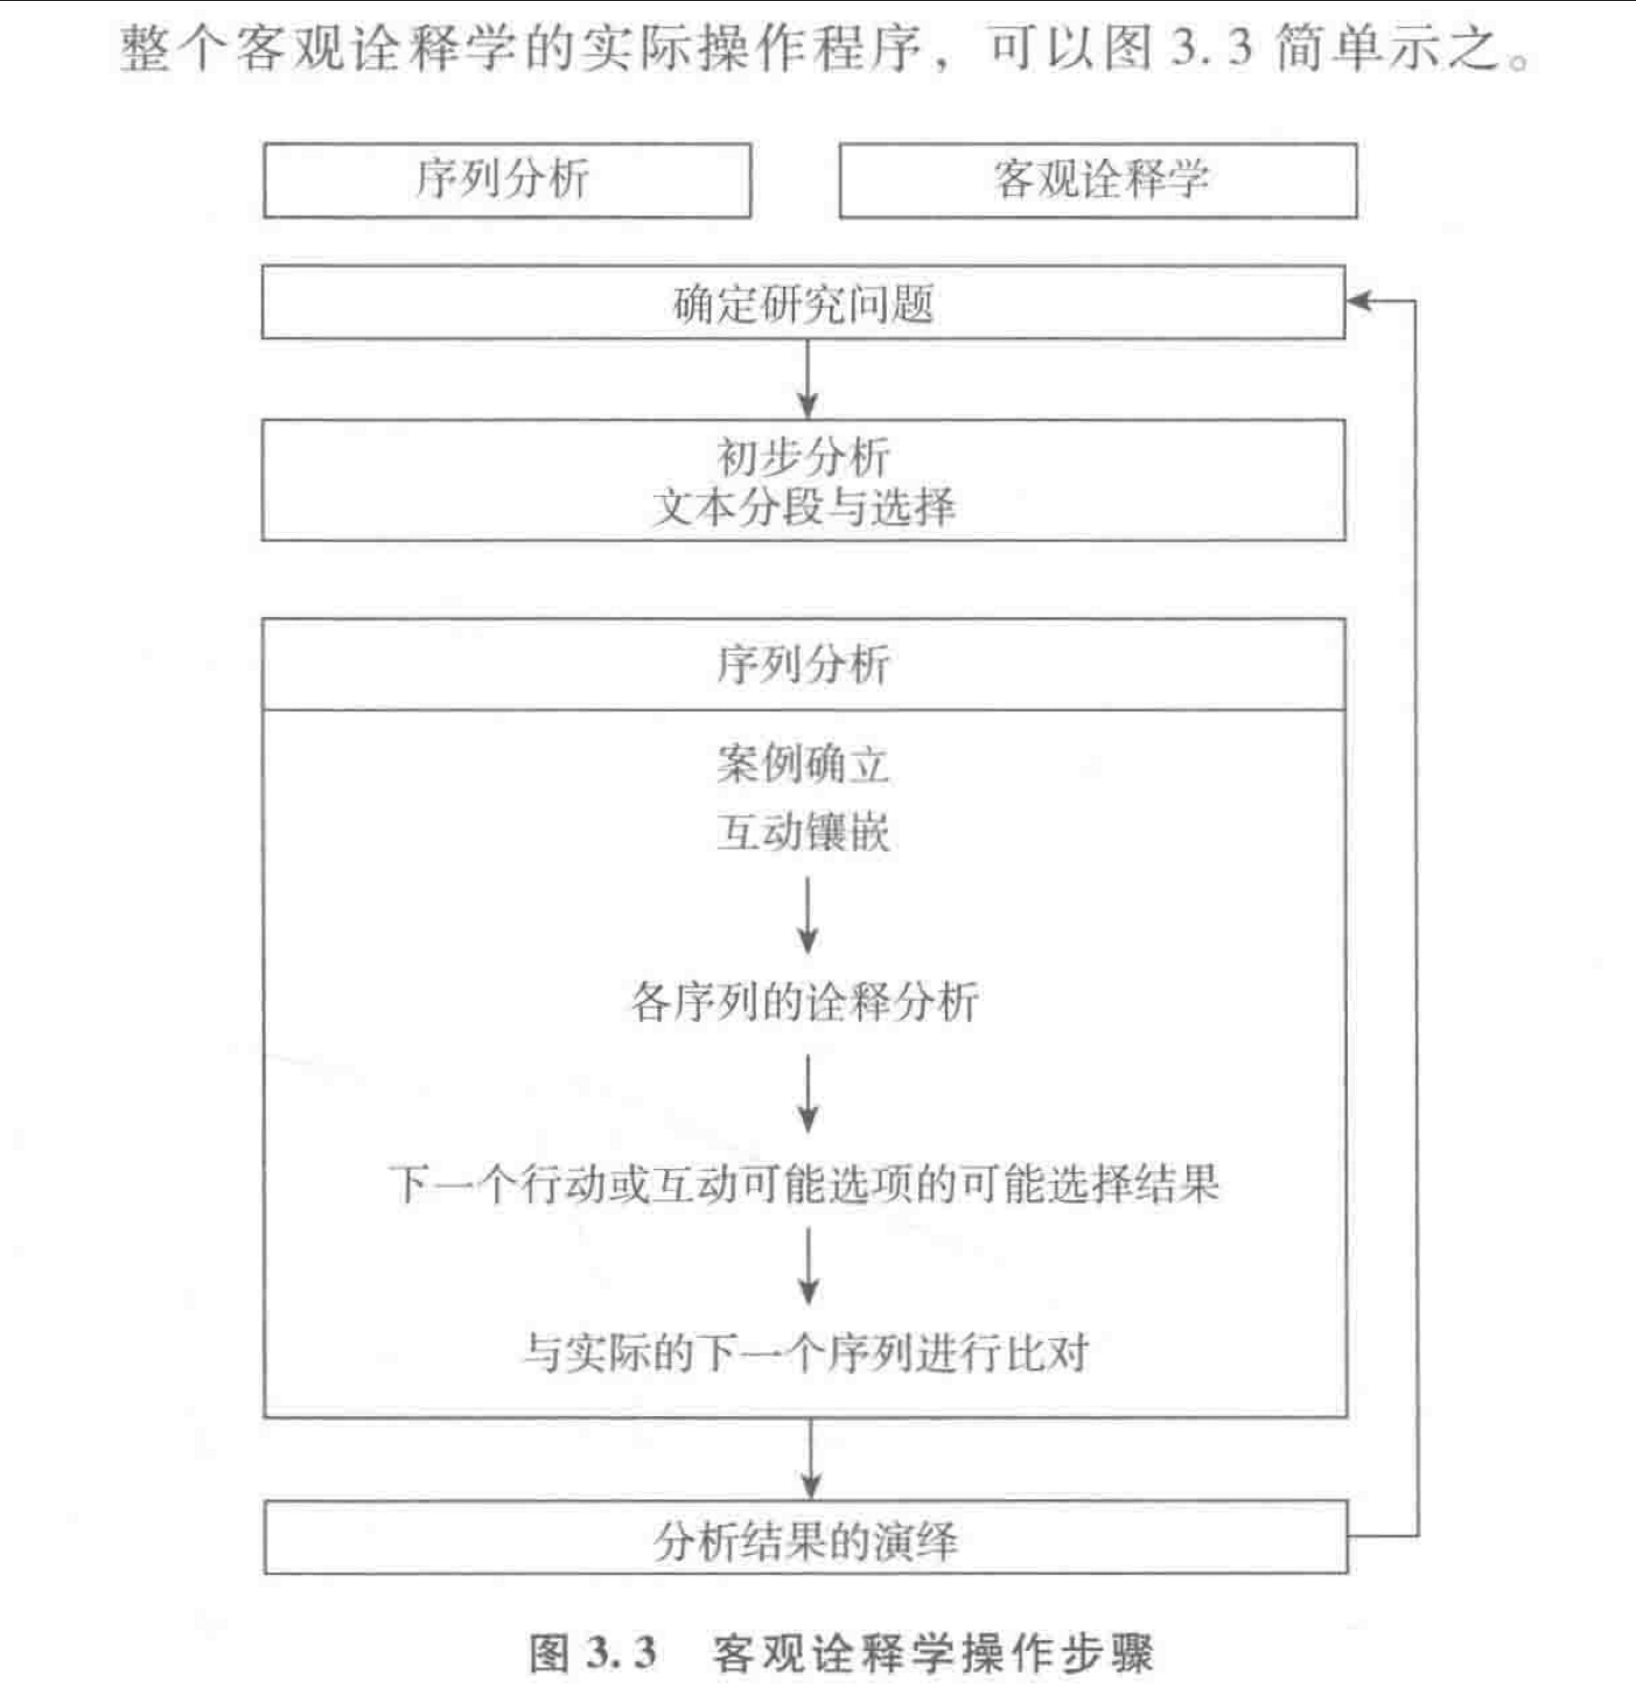 整个客观诠释学的实际操作程序，可以图 3.3 简单示之。
序列分析
客观诠释学
确定研究问题
初步分析
文本分段与选择
序列分析
案例确立
互动镶嵌
各序列的诠释分析
下一个行动或互动可能选项的可能选择结果
与实际的下一个序列进行比对
分析结果的演绎
图 3.3 客观诠释学操作步骤